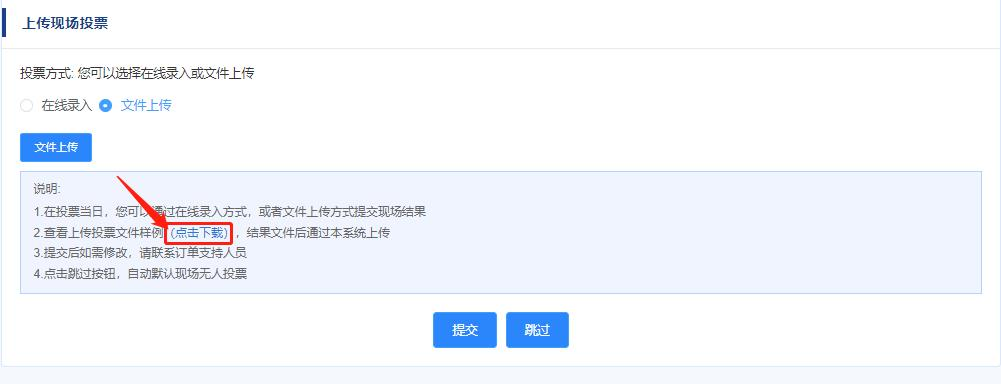 上传现场投票
投票方式: 您可以选择在线录入或文件上传
在线录入 文件上传
文件上传
说明:
1.在投票当日，您可以通过在线录入方式，或者文件上传方式提交现场结果
2.查看上传投票文件样例（点击下载），结果文件后通过本系统上传
3.提交后如需修改，请联系订单支持人员
4.点击跳过按钮，自动默认现场无人投票
提交 跳过